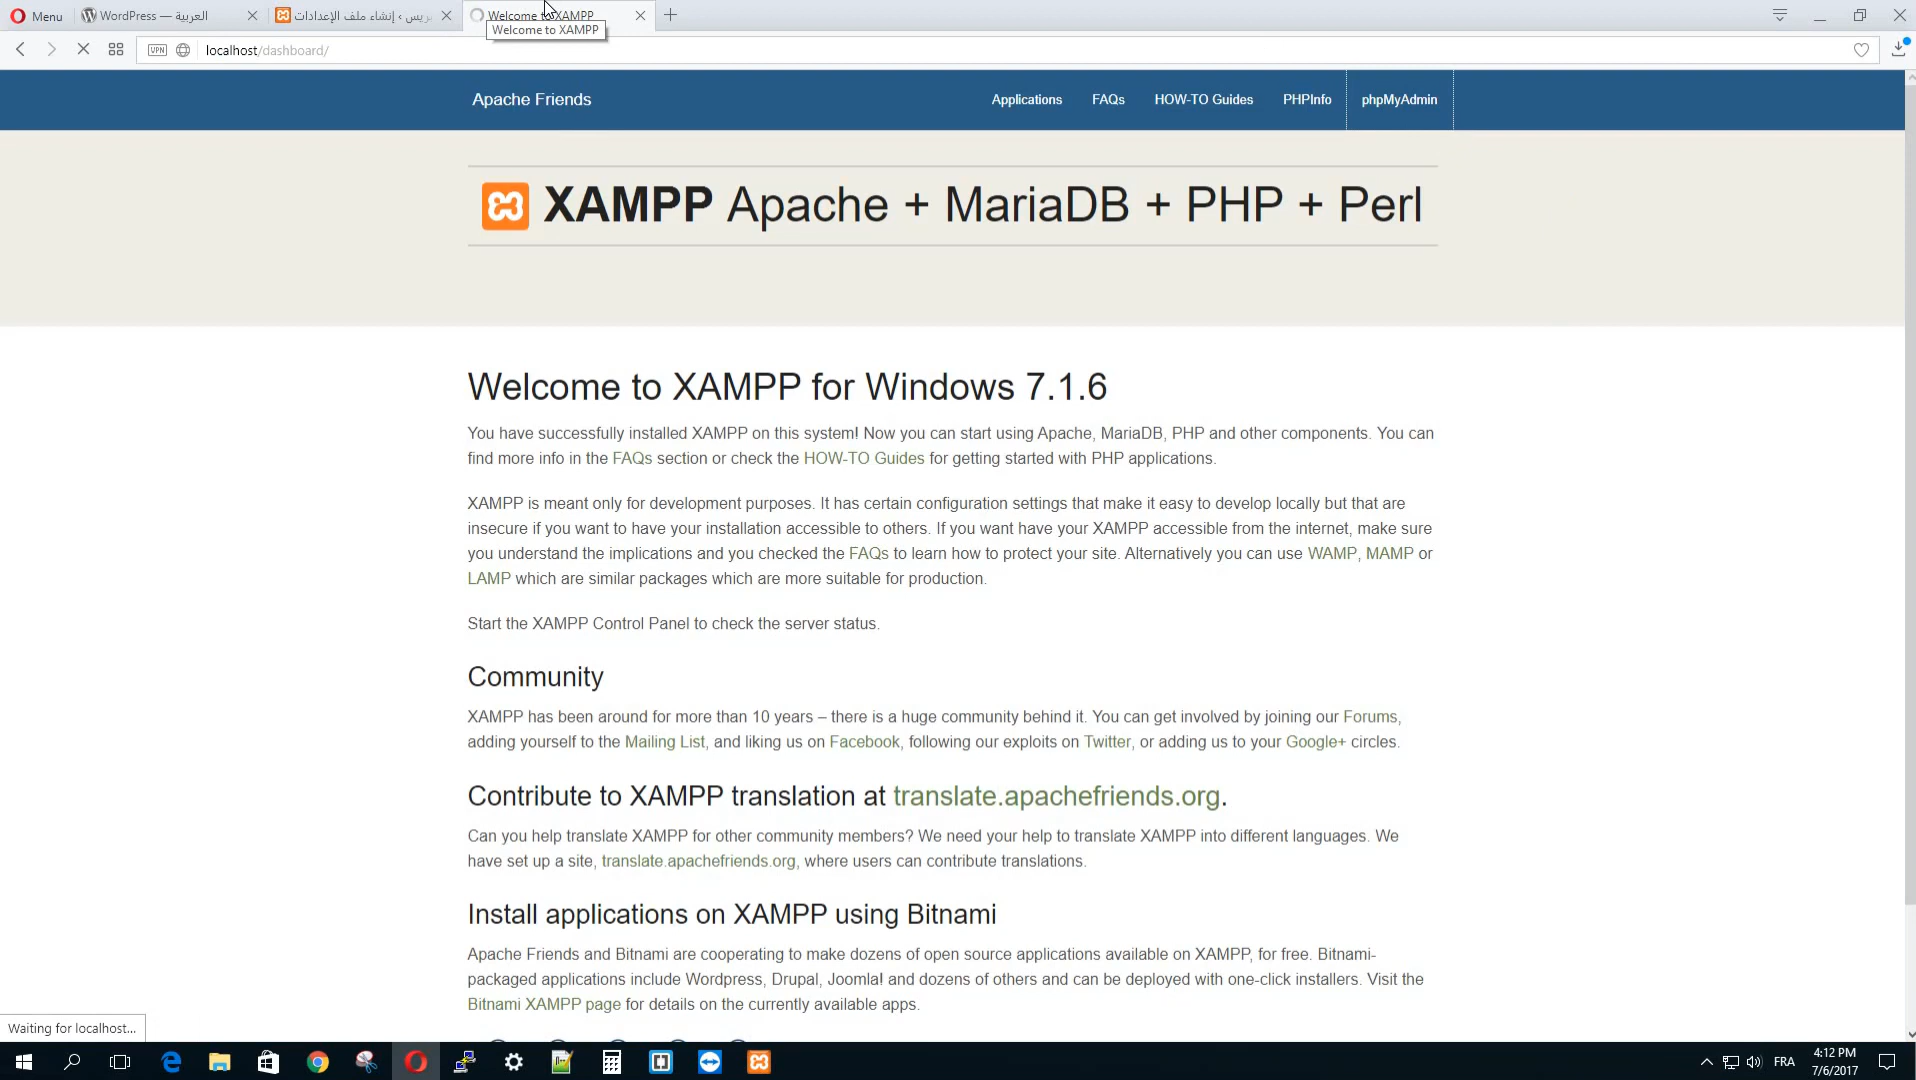 Menu
WordPress — العربية
بريس › إنشاء ملف الإعدادات
Welcome to XAMPP
Welcome to XAMPP
VPN
localhost/dashboard/
Apache Friends
Applications
FAQs
HOW-TO Guides
PHPInfo
phpMyAdmin
XAMPP Apache + MariaDB + PHP + Perl
Welcome to XAMPP for Windows 7.1.6
You have successfully installed XAMPP on this system! Now you can start using Apache, MariaDB, PHP and other components. You can
find more info in the FAQs section or check the HOW-TO Guides for getting started with PHP applications.
XAMPP is meant only for development purposes. It has certain configuration settings that make it easy to develop locally but that are
insecure if you want to have your installation accessible to others. If you want have your XAMPP accessible from the internet, make sure
you understand the implications and you checked the FAQs to learn how to protect your site. Alternatively you can use WAMP, MAMP or
LAMP which are similar packages which are more suitable for production.
Start the XAMPP Control Panel to check the server status.
Community
XAMPP has been around for more than 10 years – there is a huge community behind it. You can get involved by joining our Forums,
adding yourself to the Mailing List, and liking us on Facebook, following our exploits on Twitter, or adding us to your Google+ circles.
Contribute to XAMPP translation at translate.apachefriends.org.
Can you help translate XAMPP for other community members? We need your help to translate XAMPP into different languages. We
have set up a site, translate.apachefriends.org, where users can contribute translations.
Install applications on XAMPP using Bitnami
Apache Friends and Bitnami are cooperating to make dozens of open source applications available on XAMPP, for free. Bitnami-
packaged applications include Wordpress, Drupal, Joomla! and dozens of others and can be deployed with one-click installers. Visit the
Bitnami XAMPP page for details on the currently available apps.
Waiting for localhost...
FRA
4:12 PM
7/6/2017